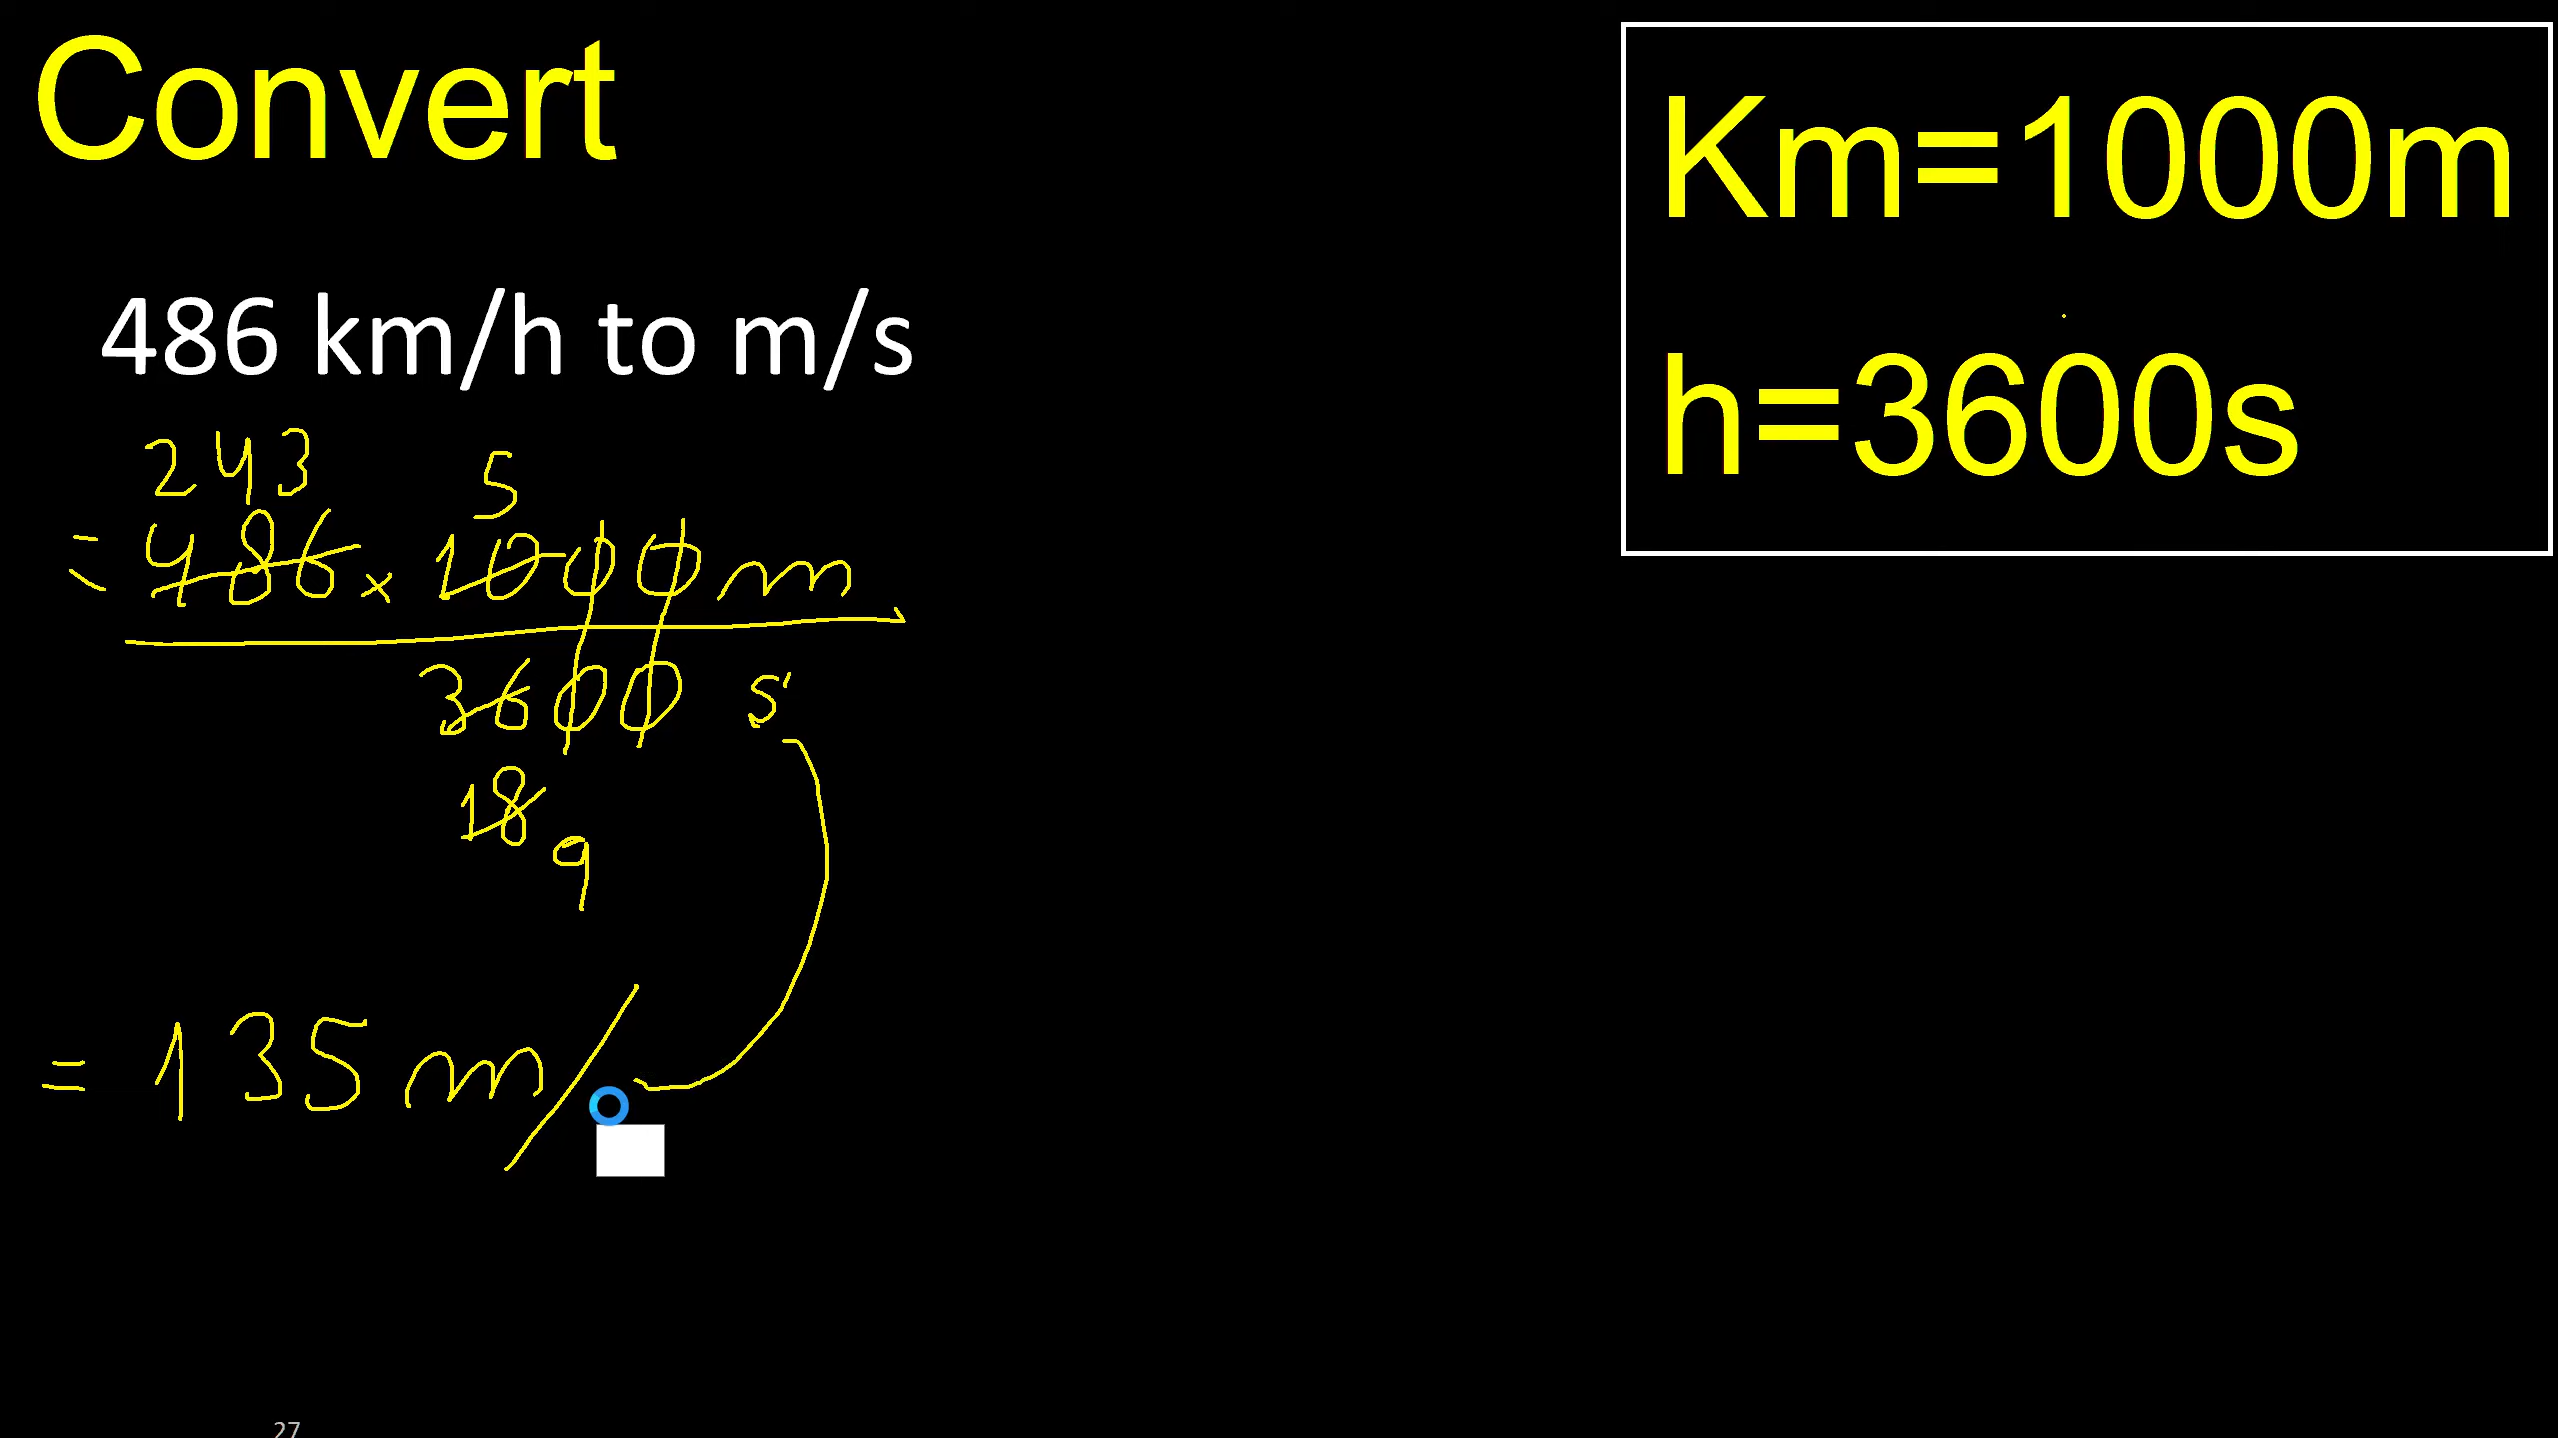 Convert
Km=1000m
h=3600s
486 km/h to m/s
243 5
= 486 x 1000 m
3600 s
18
9
= 135 m/
27